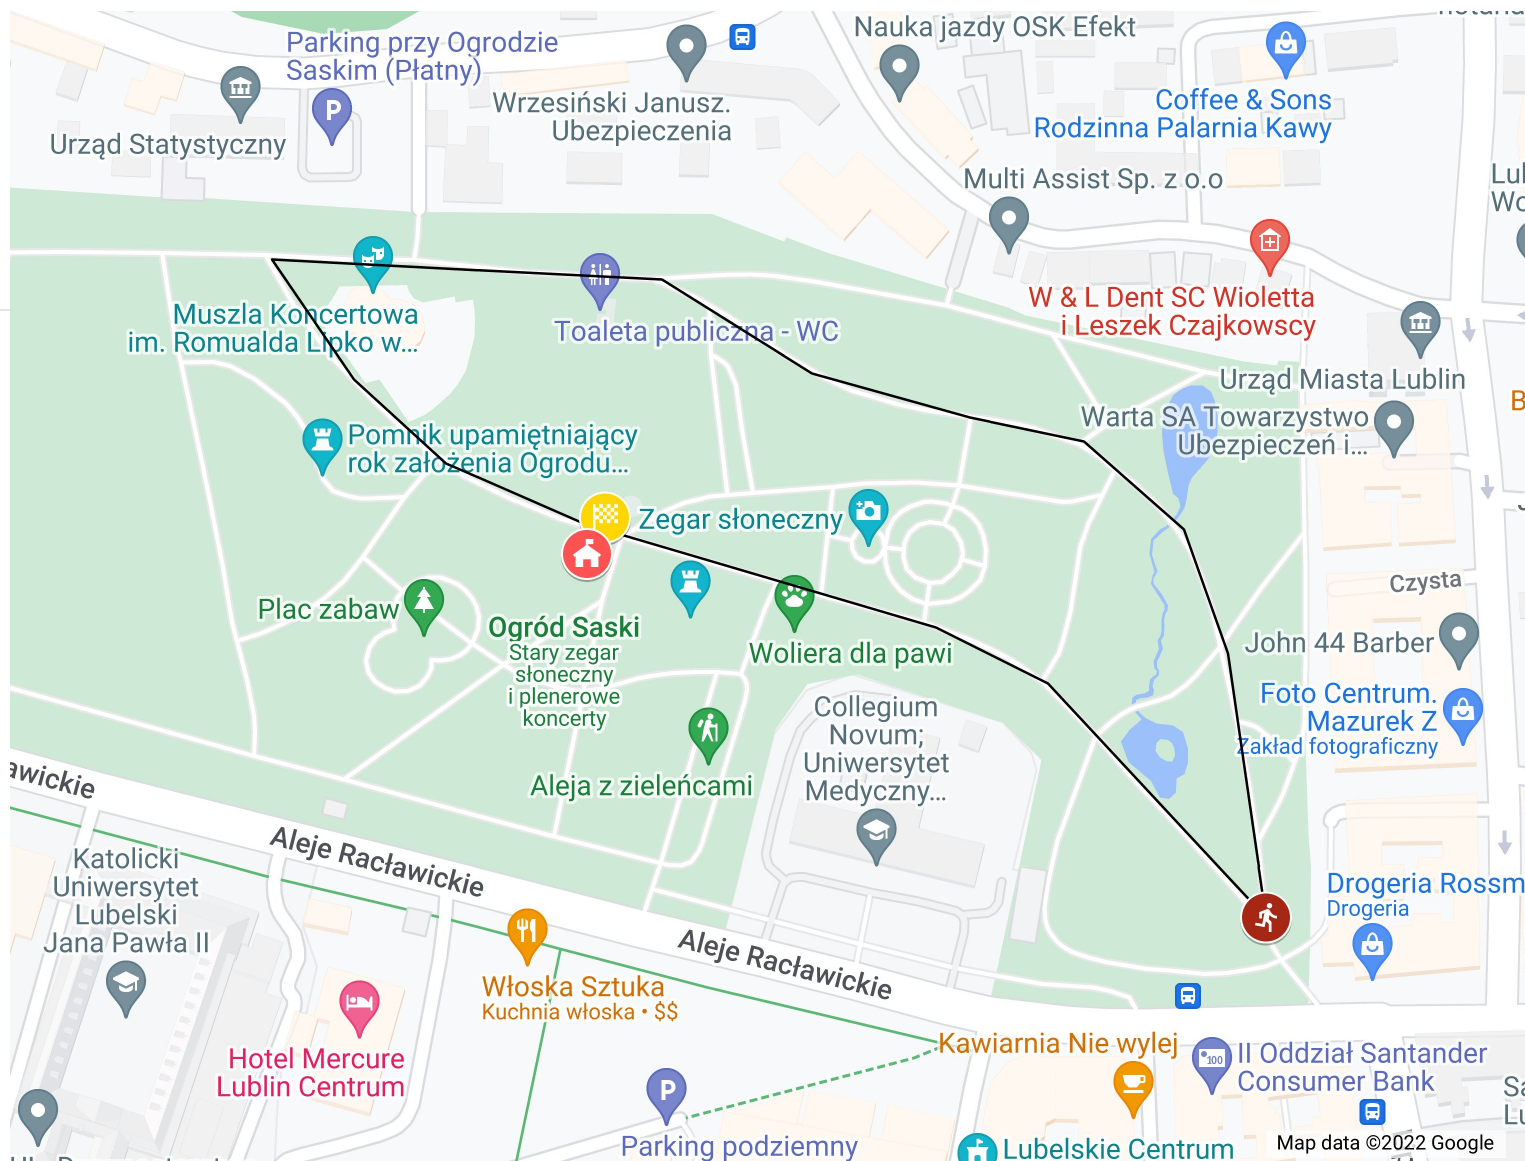 Parking przy Ogrodzie
Saskim (Płatny)
Nauka jazdy OSK Efekt
Urząd Statystyczny
Wrzesiński Janusz.
Ubezpieczenia
Coffee & Sons
Rodzinna Palarnia Kawy
Multi Assist Sp. z o.o
W & L Dent SC Wioletta
i Leszek Czajkowscy
Muszla Koncertowa
im. Romualda Lipko w...
Toaleta publiczna - WC
Urząd Miasta Lublin
Warta SA Towarzystwo
Ubezpieczeń i...
Pomnik upamiętniający
rok założenia Ogrodu...
Zegar słoneczny
Czysta
Plac zabaw
Ogród Saski
Stary zegar
słoneczny
i plenerowe
koncerty
Woliera dla pawi
John 44 Barber
Foto Centrum.
Mazurek Z
Zakład fotograficzny
Collegium
Novum;
Uniwersytet
Medyczny...
Aleja z zieleńcami
Aleje Racławickie
Katolicki
Uniwersytet
Lubelski
Jana Pawła II
Drogeria Rossm
Drogeria
Aleje Racławickie
Włoska Sztuka
Kuchnia włoska • $$
Hotel Mercure
Lublin Centrum
Kawiarnia Nie wylej
100
II Oddział Santander
Consumer Bank
Parking podziemny
Lubelskie Centrum
Map data ©2022 Google